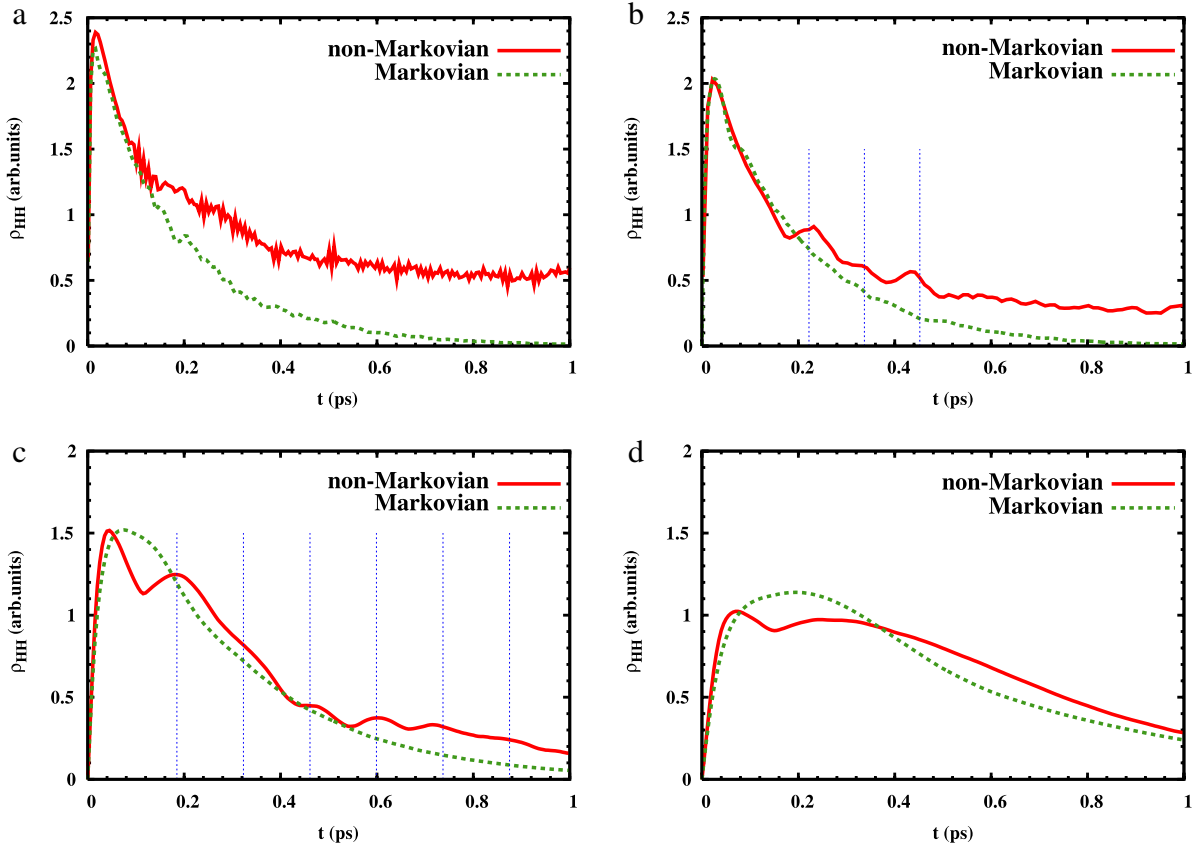 a
2.5
2
1.5
1
0.5
0
ρHH (arb.units)
non-Markovian
Markovian
0 0.2 0.4 0.6 0.8 1
t (ps)
b
2.5
2
1.5
1
0.5
0
ρHH (arb.units)
non-Markovian
Markovian
0 0.2 0.4 0.6 0.8 1
t (ps)
c
2
1.5
1
0.5
0
ρHH (arb.units)
non-Markovian
Markovian
0 0.2 0.4 0.6 0.8 1
t (ps)
d
2
1.5
1
0.5
0
ρHH (arb.units)
non-Markovian
Markovian
0 0.2 0.4 0.6 0.8 1
t (ps)